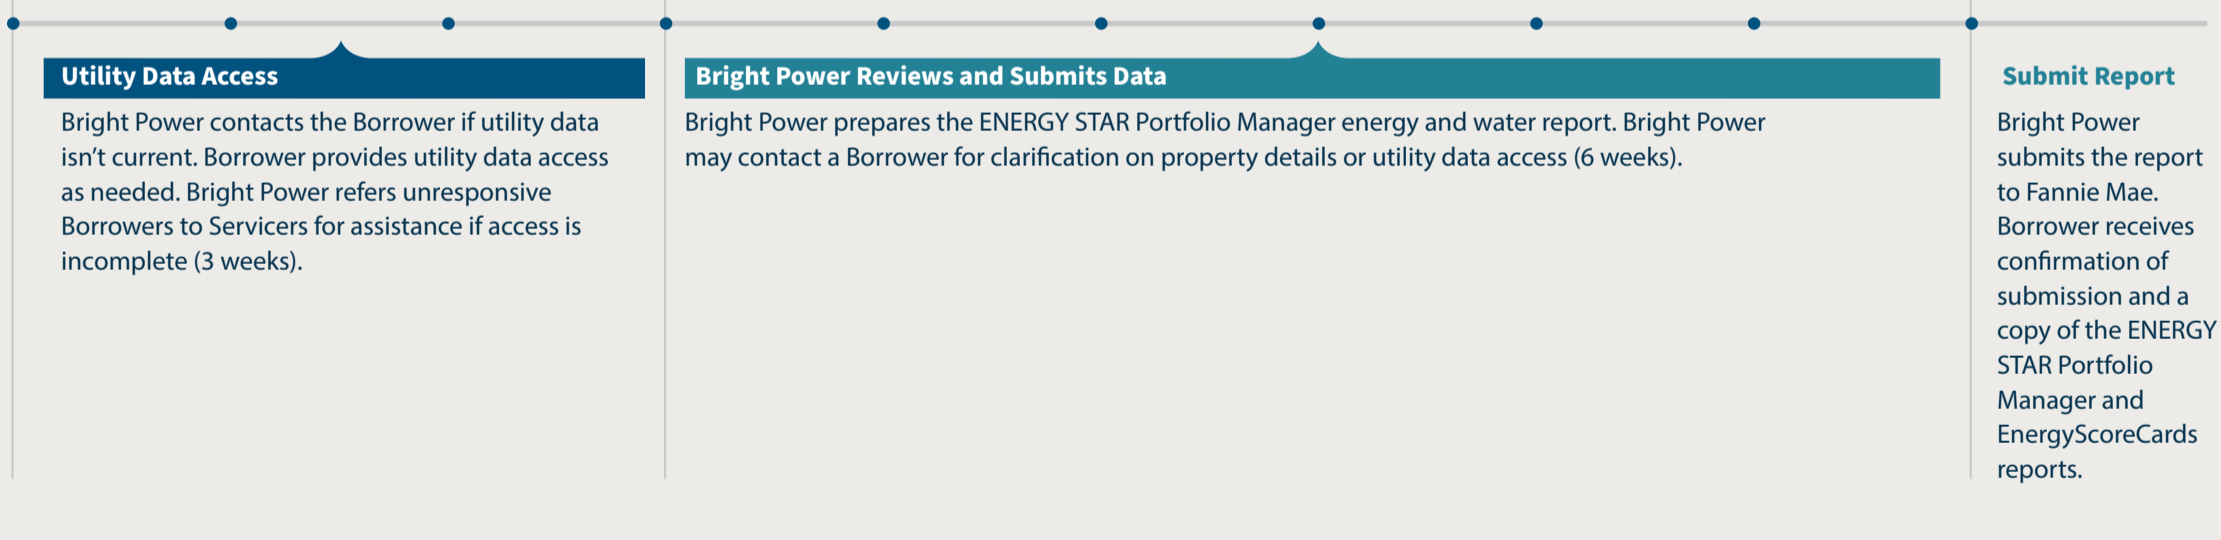 Utility Data Access
Bright Power contacts the Borrower if utility data
isn’t current. Borrower provides utility data access
as needed. Bright Power refers unresponsive
Borrowers to Servicers for assistance if access is
incomplete (3 weeks).
Bright Power Reviews and Submits Data
Bright Power prepares the ENERGY STAR Portfolio Manager energy and water report. Bright Power
may contact a Borrower for clarification on property details or utility data access (6 weeks).
Submit Report
Bright Power
submits the report
to Fannie Mae.
Borrower receives
confirmation of
submission and a
copy of the ENERGY
STAR Portfolio
Manager and
EnergyScoreCards
reports.